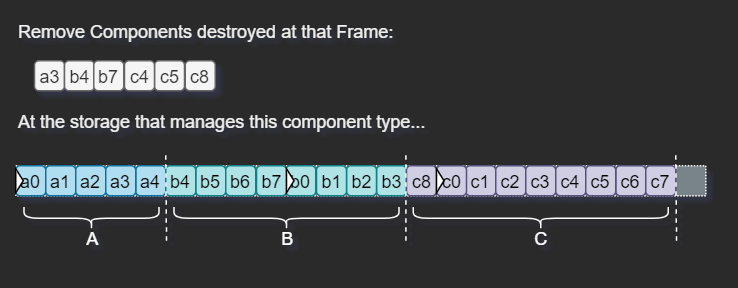 Remove Components destroyed at that Frame:
a3 b4 b7 c4 c5 c8
At the storage that manages this component type...
a0 a1 a2 a3 a4 b4 b5 b6 b7 b0 b1 b2 b3 c8 c0 c1 c2 c3 c4 c5 c6 c7
A B C